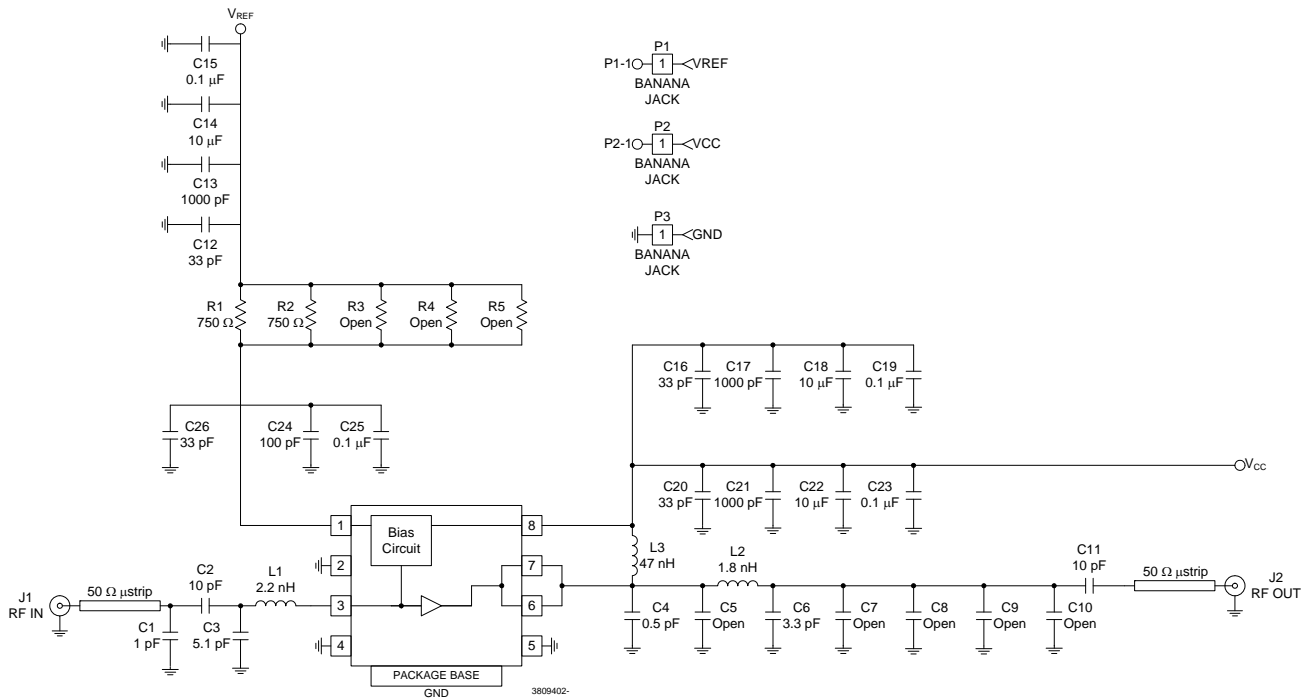 VREF
C15
0.1 µF
C14
10 µF
C13
1000 pF
C12
33 pF
P1
P1-1 1 VREF
BANANA
JACK
P2
P2-1 1 VCC
BANANA
JACK
P3
1 GND
BANANA
JACK
R1
750 Ω
R2
750 Ω
R3
Open
R4
Open
R5
Open
C16
33 pF
C17
1000 pF
C18
10 µF
C19
0.1 µF
C26
33 pF
C24
100 pF
C25
0.1 µF
VCC
C20
33 pF
C21
1000 pF
C22
10 µF
C23
0.1 µF
1
Bias
Circuit
8
2
7
3
6
4
5
PACKAGE BASE
GND
3809402-
J1
RF IN
50 Ω µstrip
C2
10 pF
L1
2.2 nH
C1
1 pF
C3
5.1 pF
L3
47 nH
L2
1.8 nH
C4
0.5 pF
C5
Open
C6
3.3 pF
C7
Open
C8
Open
C9
Open
C10
Open
C11
10 pF
50 Ω µstrip
J2
RF OUT